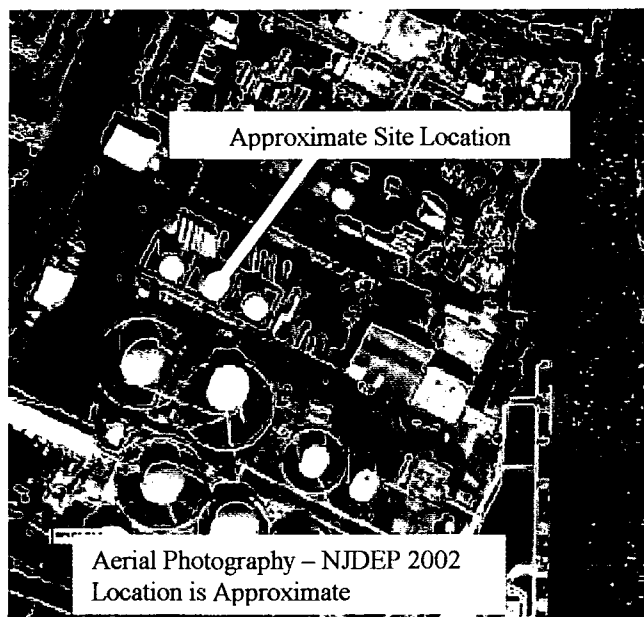 Approximate Site Location
Aerial Photography – NJDEP 2002
Location is Approximate